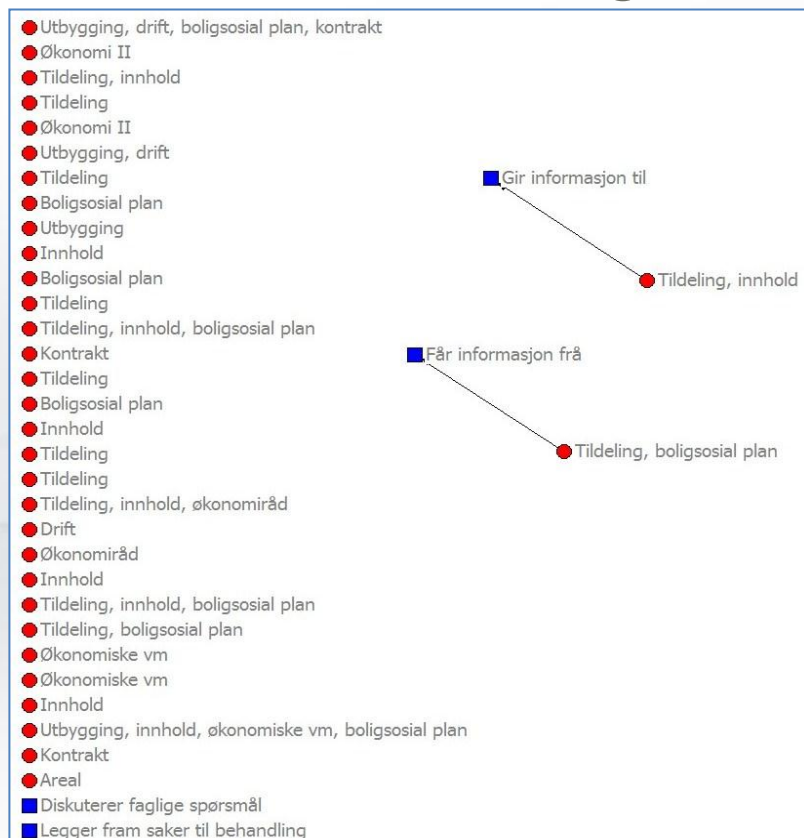 Utbygging, drift, boligsosial plan, kontrakt
Økonomi II
Tildeling, innhold
Tildeling
Økonomi II
Utbygging, drift
Tildeling
Boligsosial plan
Utbygging
Innhold
Boligsosial plan
Tildeling
Tildeling, innhold, boligsosial plan
Kontrakt
Tildeling
Boligsosial plan
Innhold
Tildeling
Tildeling
Tildeling, innhold, økonomiråd
Drift
Økonomiråd
Innhold
Tildeling, innhold, boligsosial plan
Tildeling, boligsosial plan
Økonomiske vm
Økonomiske vm
Innhold
Utbygging, innhold, økonomiske vm, boligsosial plan
Kontrakt
Areal
Diskuterer faglige spørsmål
Legger fram saker til behandling
Gir informasjon til
Tildeling, innhold
Får informasjon frå
Tildeling, boligsosial plan